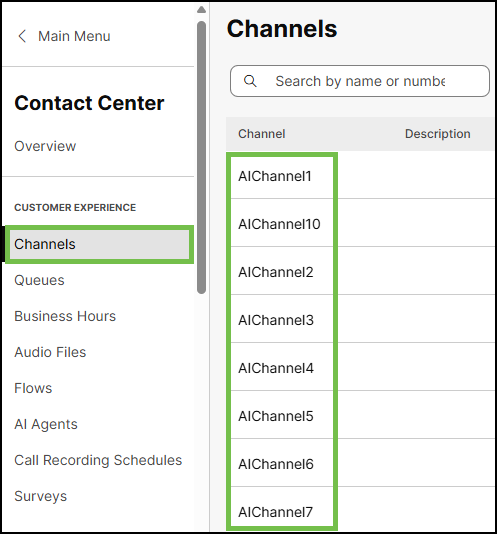 Main Menu
Contact Center
Overview
CUSTOMER EXPERIENCE
Channels
Queues
Business Hours
Audio Files
Flows
AI Agents
Call Recording Schedules
Surveys
Channels
Search by name or numbe
Channel Description
AIChannel1
AIChannel10
AIChannel2
AIChannel3
AIChannel4
AIChannel5
AIChannel6
AIChannel7